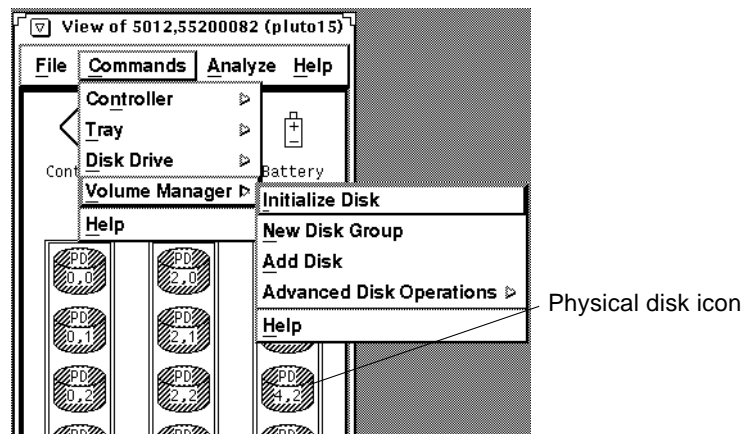 View of 5012,55200082 (pluto15)
File Commands Analyze Help
Controller
Tray
Disk Drive
Volume Manager
Help
Cont
Battery
Initialize Disk
New Disk Group
Add Disk
Advanced Disk Operations
Help
Physical disk icon
PD 0,0
PD 2,0
PD 0,1
PD 2,1
PD 0,2
PD 2,2
PD 4,2